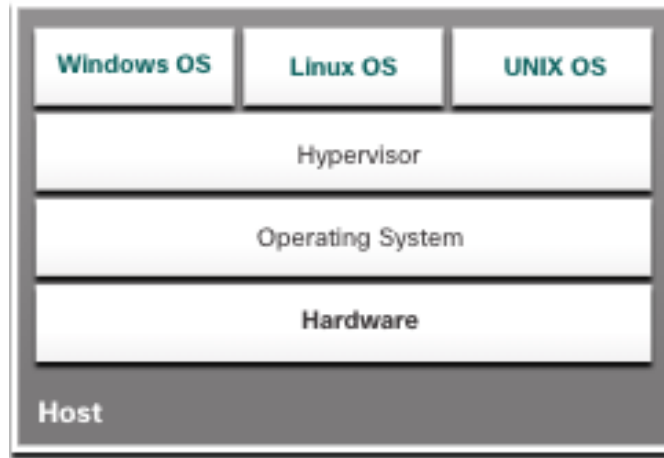 Windows OS Linux OS UNIX OS
Hypervisor
Operating System
Hardware
Host